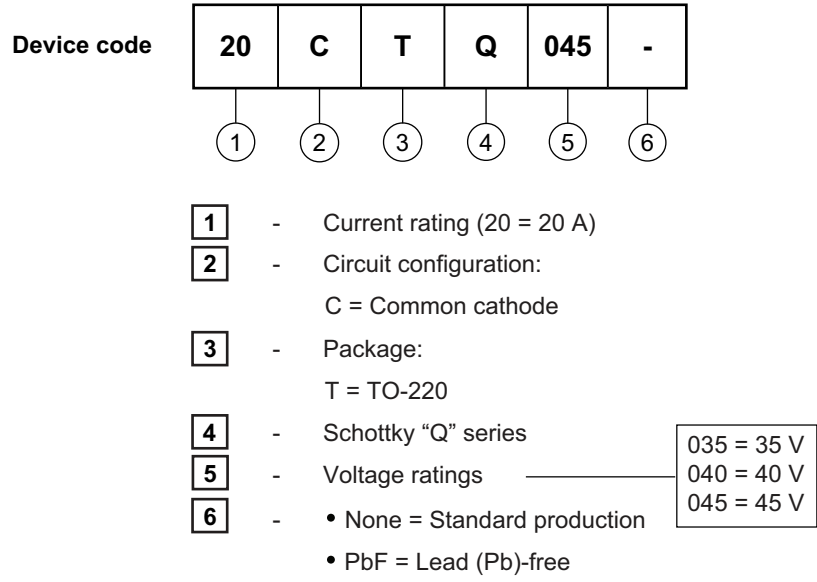 Device code 20 C T Q 045 -
1 2 3 4 5 6
1 - Current rating (20 = 20 A)
2 - Circuit configuration:
C = Common cathode
3 - Package:
T = TO-220
4 - Schottky “Q” series
5 - Voltage ratings
035 = 35 V
040 = 40 V
045 = 45 V
6 - • None = Standard production
• PbF = Lead (Pb)-free